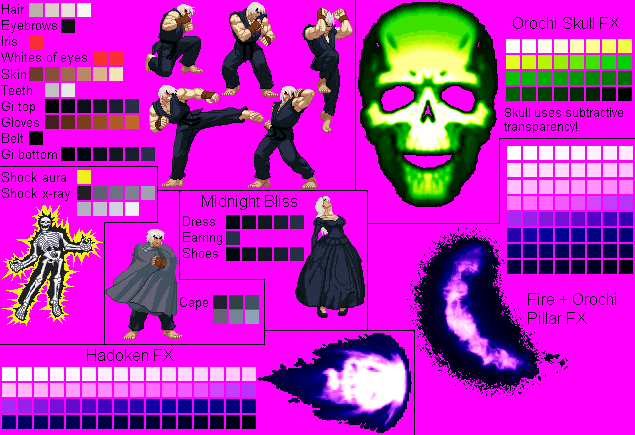 Hair
Eyebrows
Iris
Whites of eyes
Skin
Teeth
Gi top
Gloves
Belt
Gi bottom
Shock aura
Shock x-ray
Midnight Bliss
Dress
Earring
Shoes
Cape
Hadoken FX
Orochi Skull FX
Skull uses subtractive
transparency!
Fire + Orochi
Pillar FX